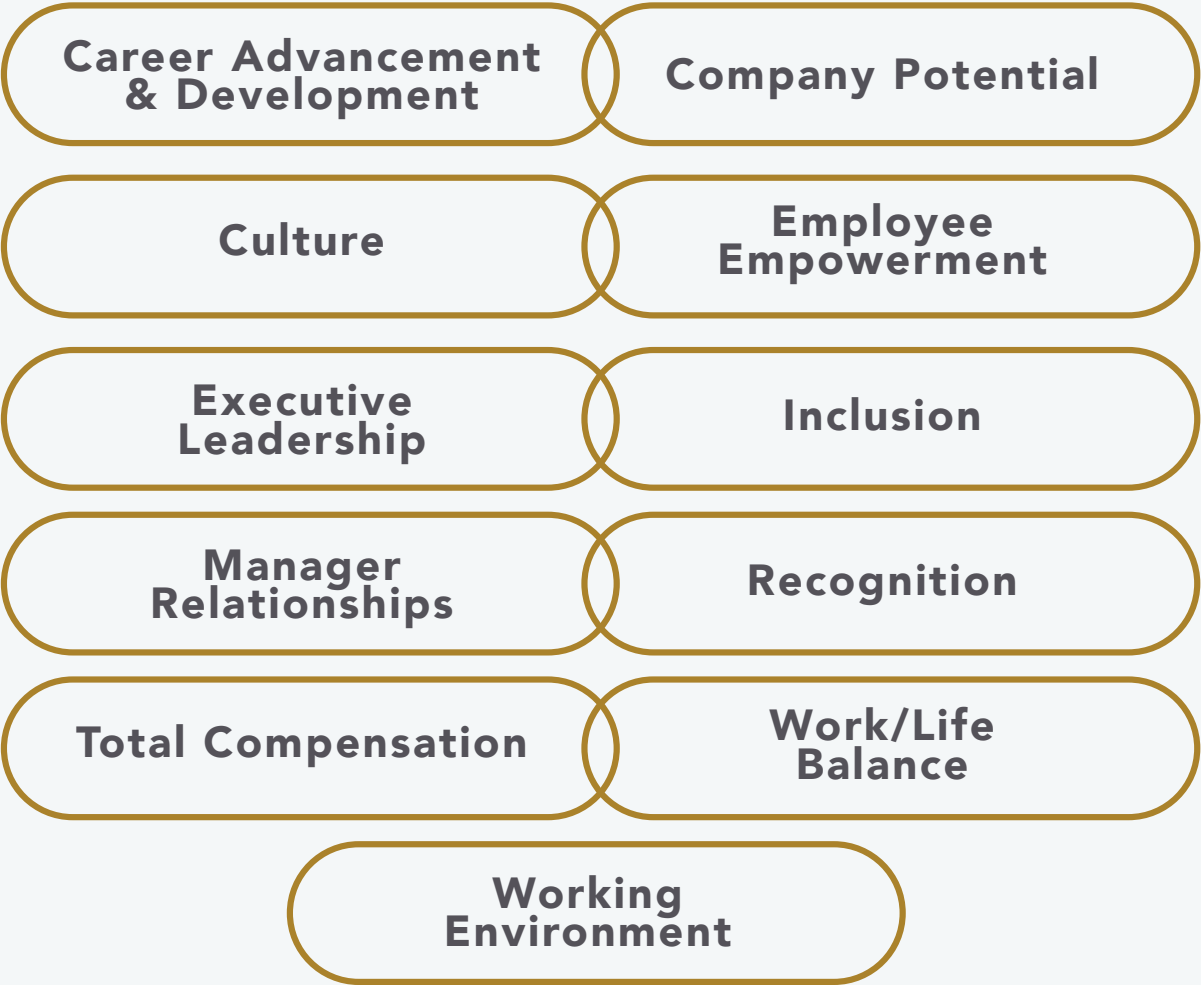 Career Advancement
& Development
Company Potential
Culture
Employee
Empowerment
Executive
Leadership
Inclusion
Manager
Relationships
Recognition
Total Compensation
Work/Life
Balance
Working
Environment